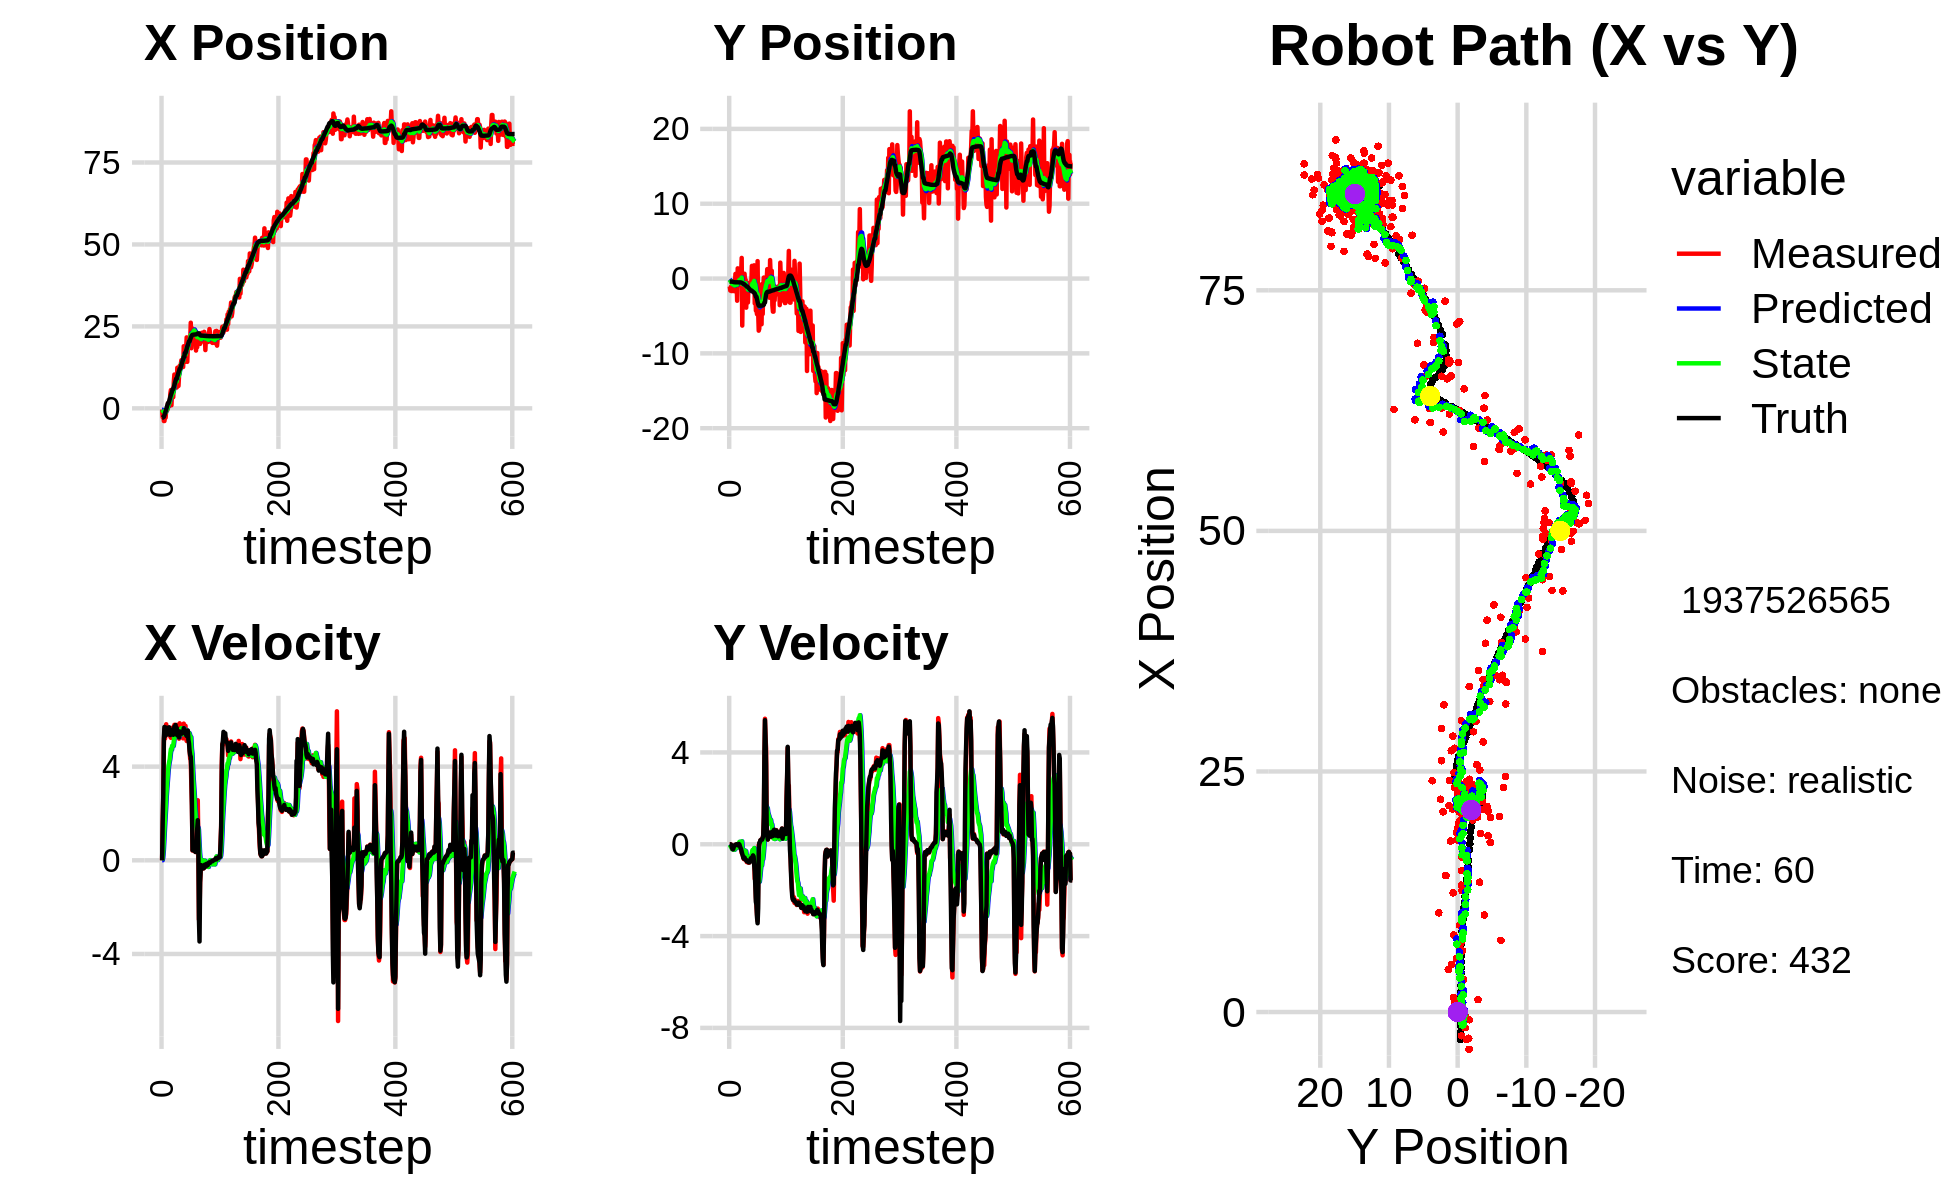 X Position
75
50
25
0
0
200
400
600
timestep
Y Position
20
10
0
-10
-20
0
200
400
600
timestep
X Velocity
4
0
-4
0
200
400
600
timestep
Y Velocity
4
0
-4
-8
0
200
400
600
timestep
Robot Path (X vs Y)
X Position
75
50
25
0
20 10 0 -10 -20
Y Position
variable
Measured
Predicted
State
Truth
1937526565
Obstacles: none
Noise: realistic
Time: 60
Score: 432